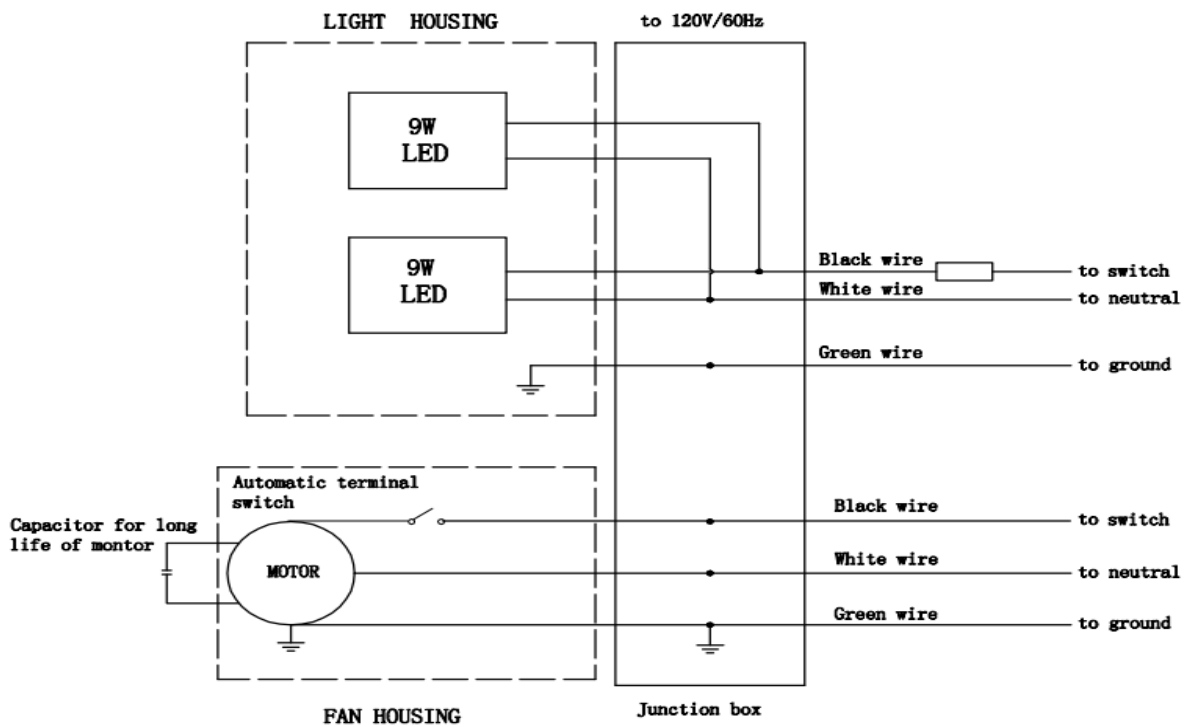 LIGHT HOUSING
to 120V/60Hz
9W
LED
9W
LED
Black wire
to switch
White wire
to neutral
Green wire
to ground
Automatic terminal
switch
Capacitor for long
life of montor
MOTOR
Black wire
to switch
White wire
to neutral
Green wire
to ground
FAN HOUSING
Junction box